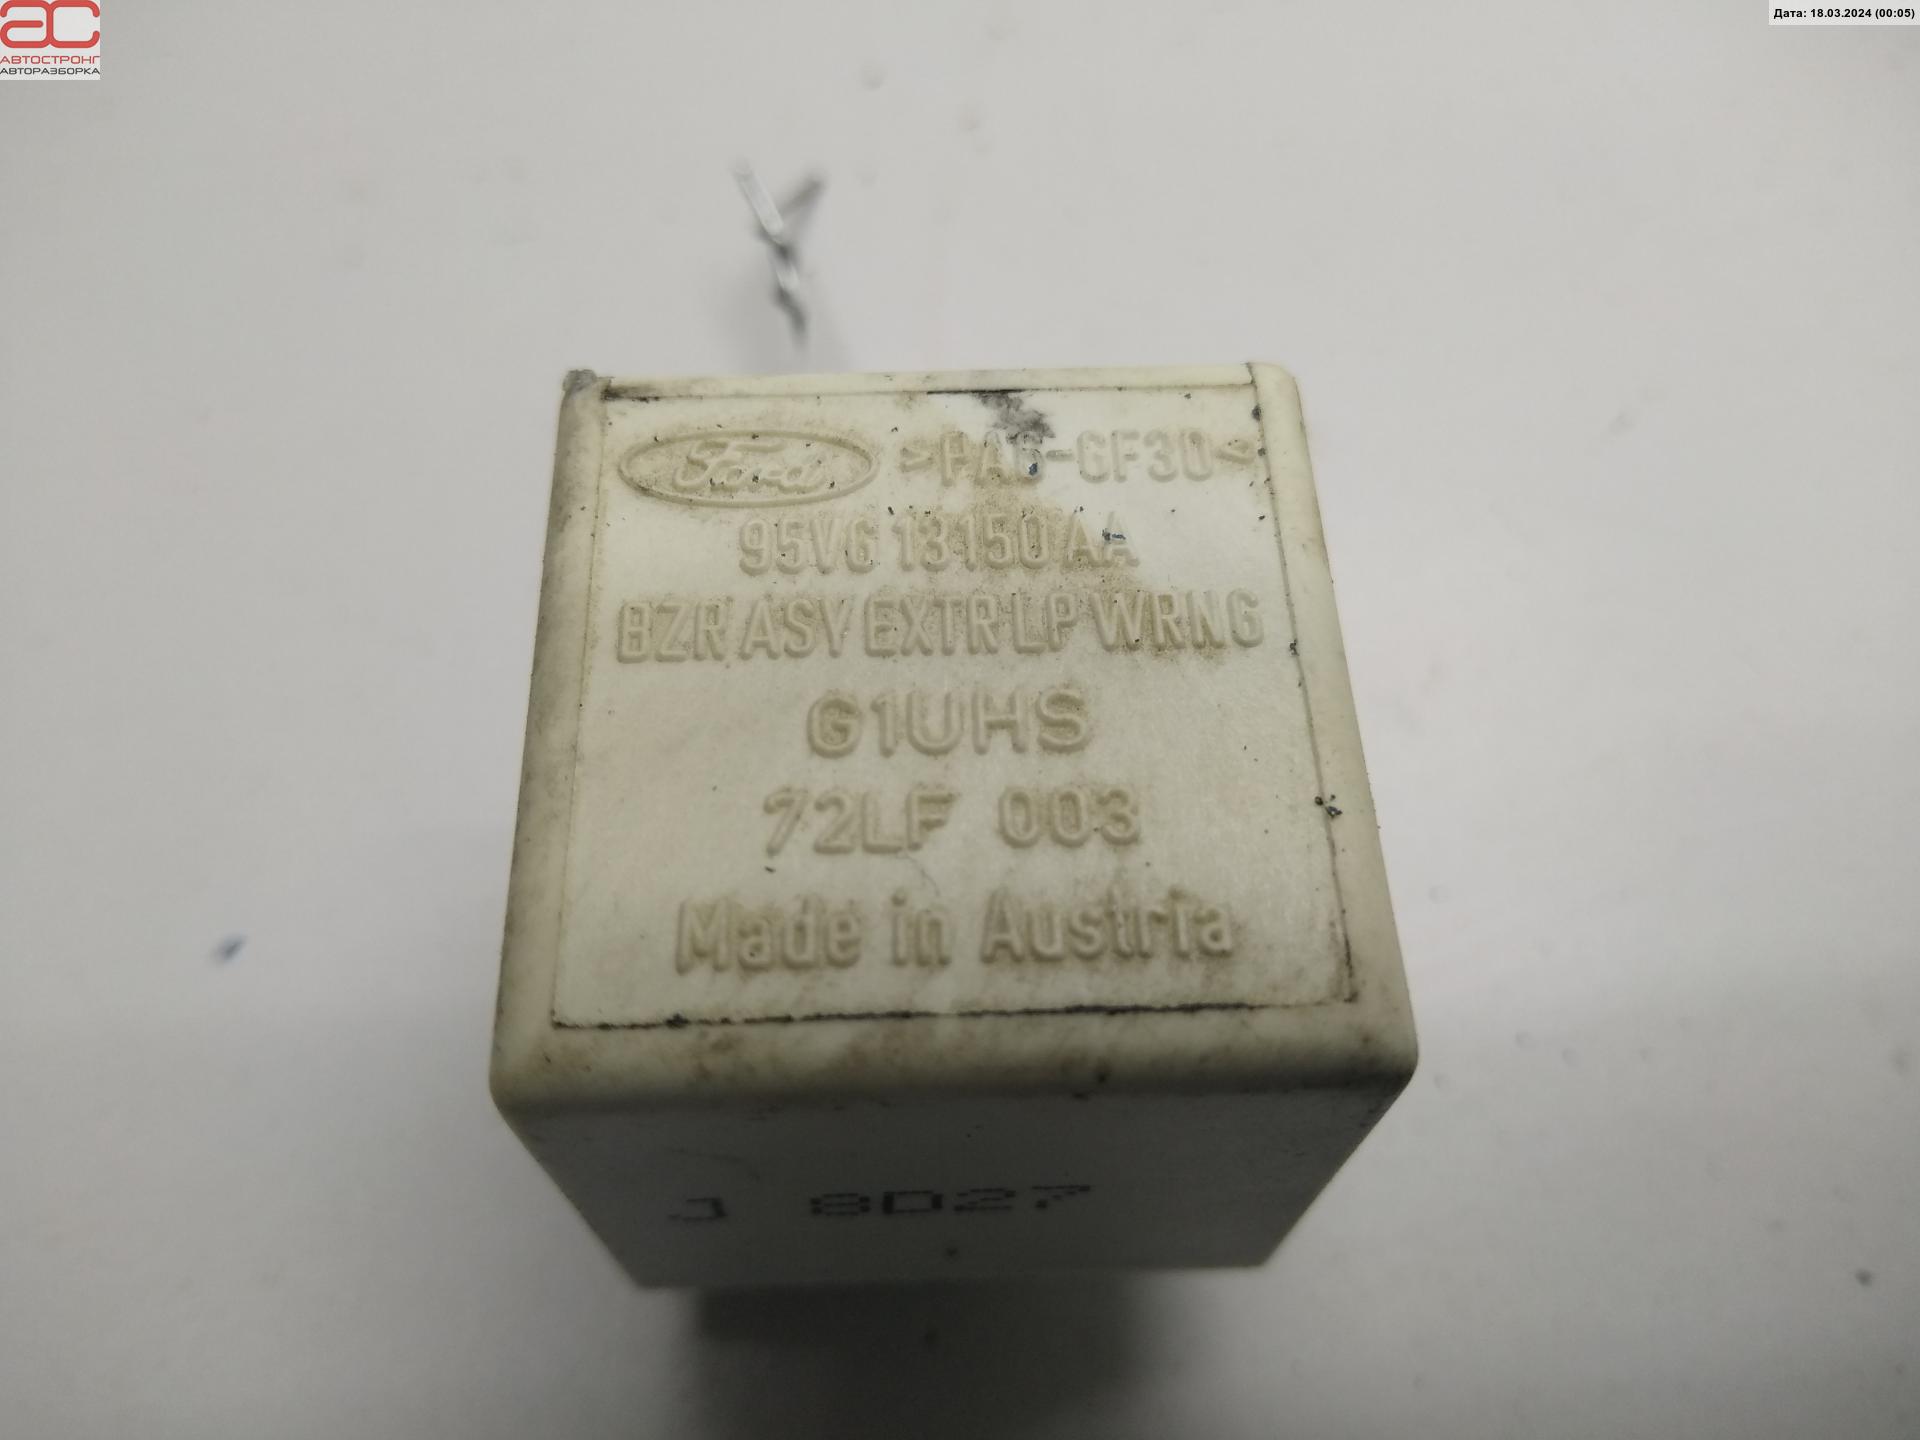 АВТОСТРОНГ
АВТОРАЗБОРКА
Дата: 18.03.2024 (00:05)
Ford >PA6-GF30<
95VG 13150 AA
BZR ASY EXTR LP WRNG
G1UHS
72LF 003
Made in Austria
J 8D27